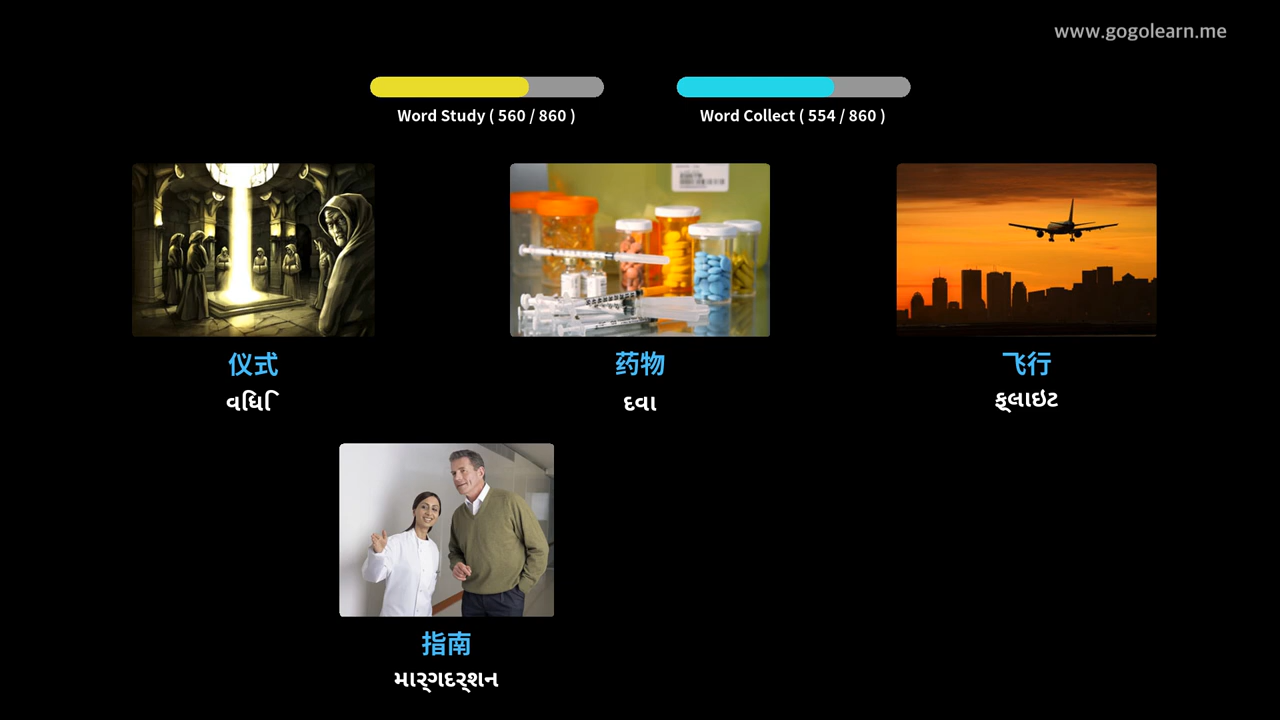 www.gogolearn.me
Word Study ( 560 / 860 )
Word Collect ( 554 / 860 )
仪式
વિધિ
药物
દવા
飞行
ફ્લાઇટ
指南
માર્ગદર્શન